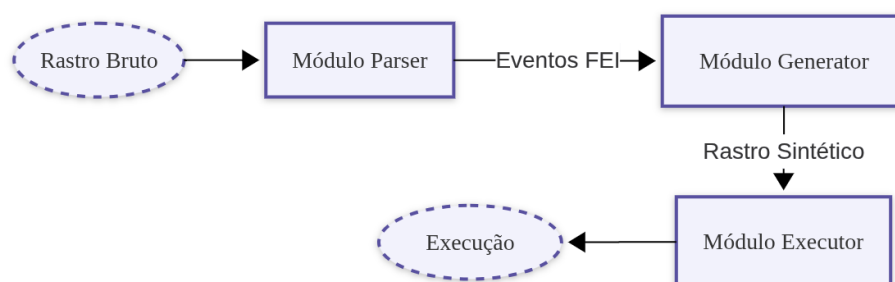 Rastro Bruto
Módulo Parser
Eventos FEI
Módulo Generator
Rastro Sintético
Módulo Executor
Execução